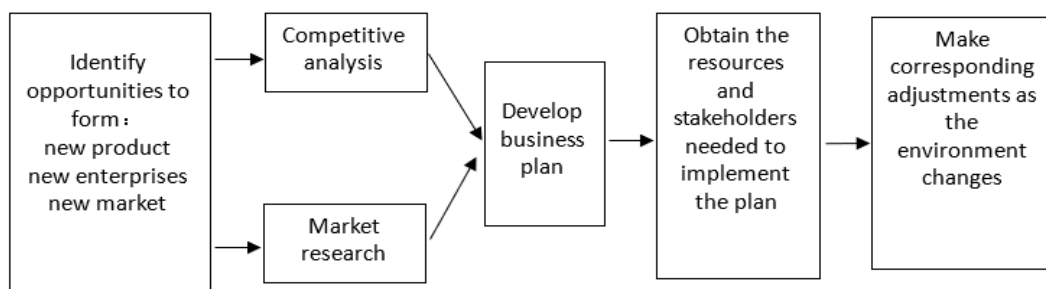 Identify
opportunities to
form：
new product
new enterprises
new market
Competitive
analysis
Market
research
Develop
business
plan
Obtain the
resources
and
stakeholders
needed to
implement
the plan
Make
corresponding
adjustments as
the
environment
changes